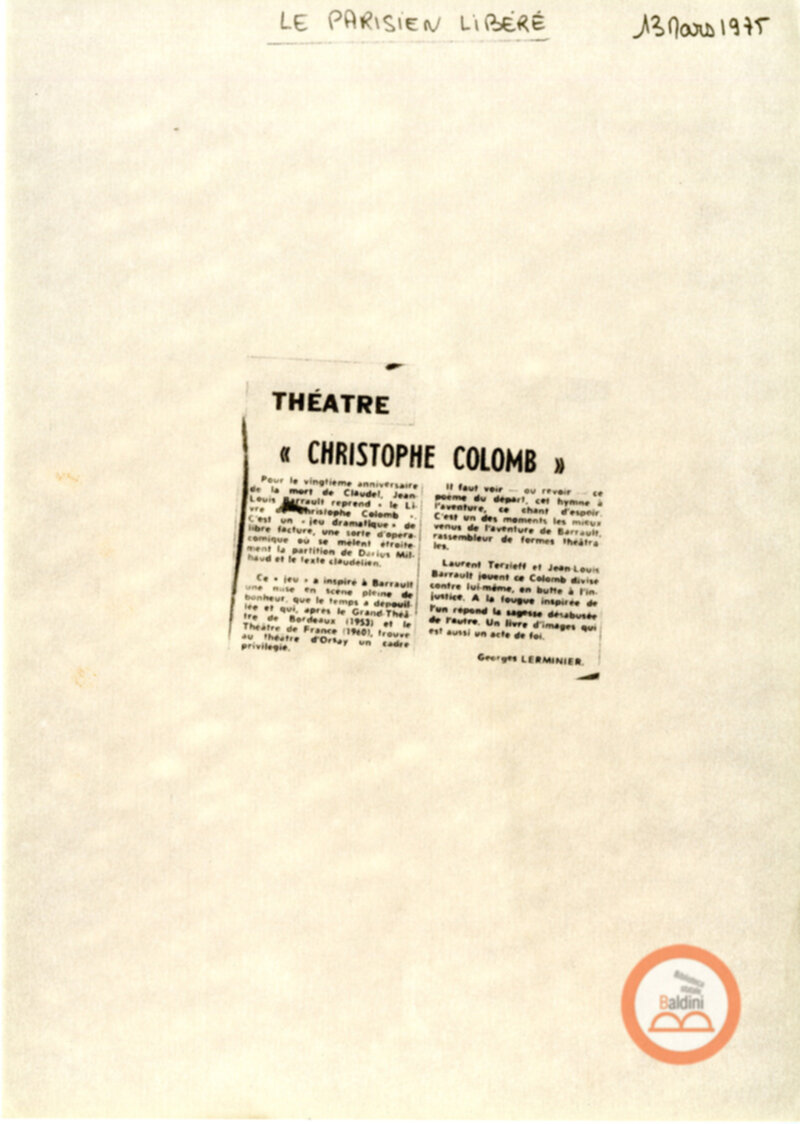 LE PARISIEN LIBÉRÉ
13 Mars 1975
THÉATRE
« CHRISTOPHE COLOMB »
Pour le vingtième anniversaire
de la mort de Claudel, Jean-
Louis Barrault reprend « le Li-
vre Christophe Colomb ».
C'est un « jeu dramatique » de
libre facture, une sorte d'opéra-
comique où se mêlent étroite-
ment la partition de Darius Mil-
haud et le texte claudélien.
Ce « jeu » a inspiré à Barrault
une mise en scène pleine de
bonheur, que le temps a dépouil-
lée et qui, après le Grand-Théâ-
tre de Bordeaux (1953) et le
Théâtre de France (1960), trouve
au théâtre d'Orsay un cadre
privilégié.
Il faut voir — ou revoir — ce
poème du départ, cet hymne à
l'aventure, ce chant d'espoir.
C'est un des moments les mieux
venus de l'aventure de Barrault,
rassembleur de formes théâtra-
les.
Laurent Terzieff et Jean-Louis
Barrault jouent ce Colomb divisé
contre lui-même, en butte à l'in-
justice. A la fougue inspirée de
l'un répond la sagesse désabusée
de l'autre. Un livre d'images qui
est aussi un acte de foi.
Georges LERMINIER.
Biblioteca
statale
Baldini